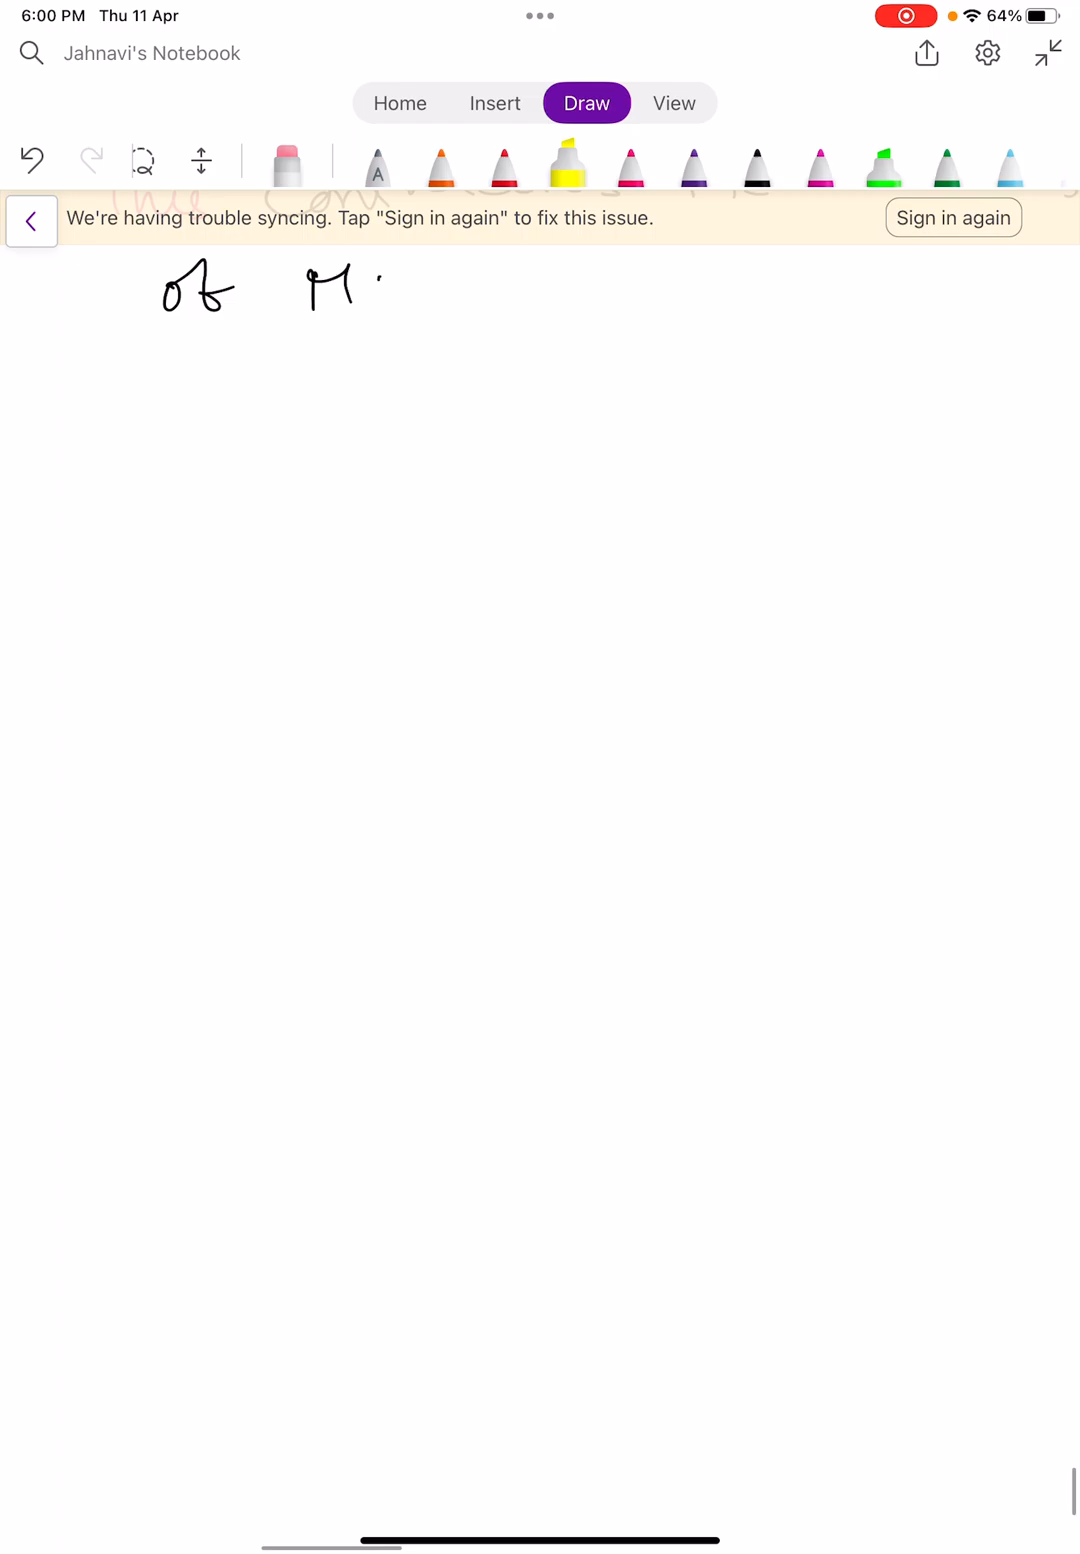 6:00 PM Thu 11 Apr
64%
Jahnavi's Notebook
Home Insert Draw View
A
We're having trouble syncing. Tap "Sign in again" to fix this issue. Sign in again
of M.